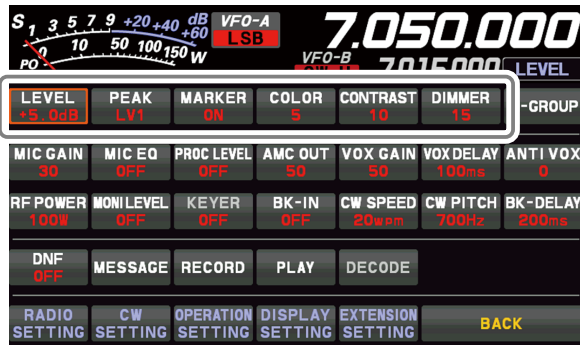 S 1 3 5 7 9 +20 +40 +60 dB VFO-A 7.050.000
LSB
PO 0 10 50 100 150 W VFO-B 7.015.000 LEVEL
LEVEL PEAK MARKER COLOR CONTRAST DIMMER -GROUP
+5.0dB LV1 ON 5 10 15
MIC GAIN MIC EQ PROC LEVEL AMC OUT VOX GAIN VOX DELAY ANTI VOX
30 OFF OFF 50 50 100ms 0
RF POWER MONI LEVEL KEYER BK-IN CW SPEED CW PITCH BK-DELAY
100W OFF OFF OFF 20wpm 700Hz 200ms
DNF MESSAGE RECORD PLAY DECODE
OFF
RADIO CW OPERATION DISPLAY EXTENSION BACK
SETTING SETTING SETTING SETTING SETTING